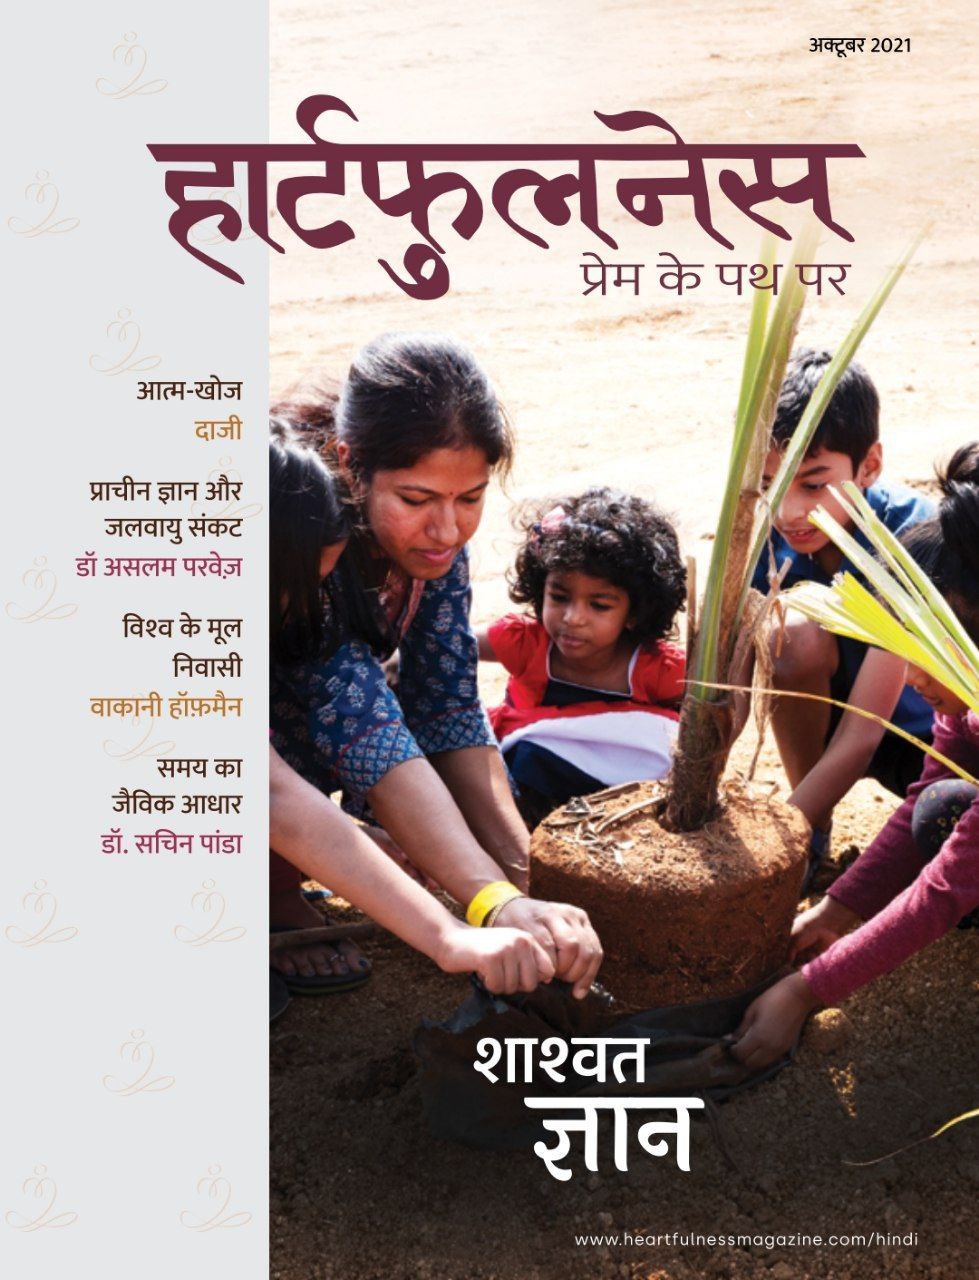 अक्टूबर 2021
हार्टफुलनेस
प्रेम के पथ पर
आत्म-खोज
दाजी
प्राचीन ज्ञान और
जलवायु संकट
डॉ असलम परवेज़
विश्व के मूल
निवासी
वाकानी हॉफ़मैन
समय का
जैविक आधार
डॉ. सचिन पांडा
शाश्वत
ज्ञान
www.heartfulnessmagazine.com/hindi